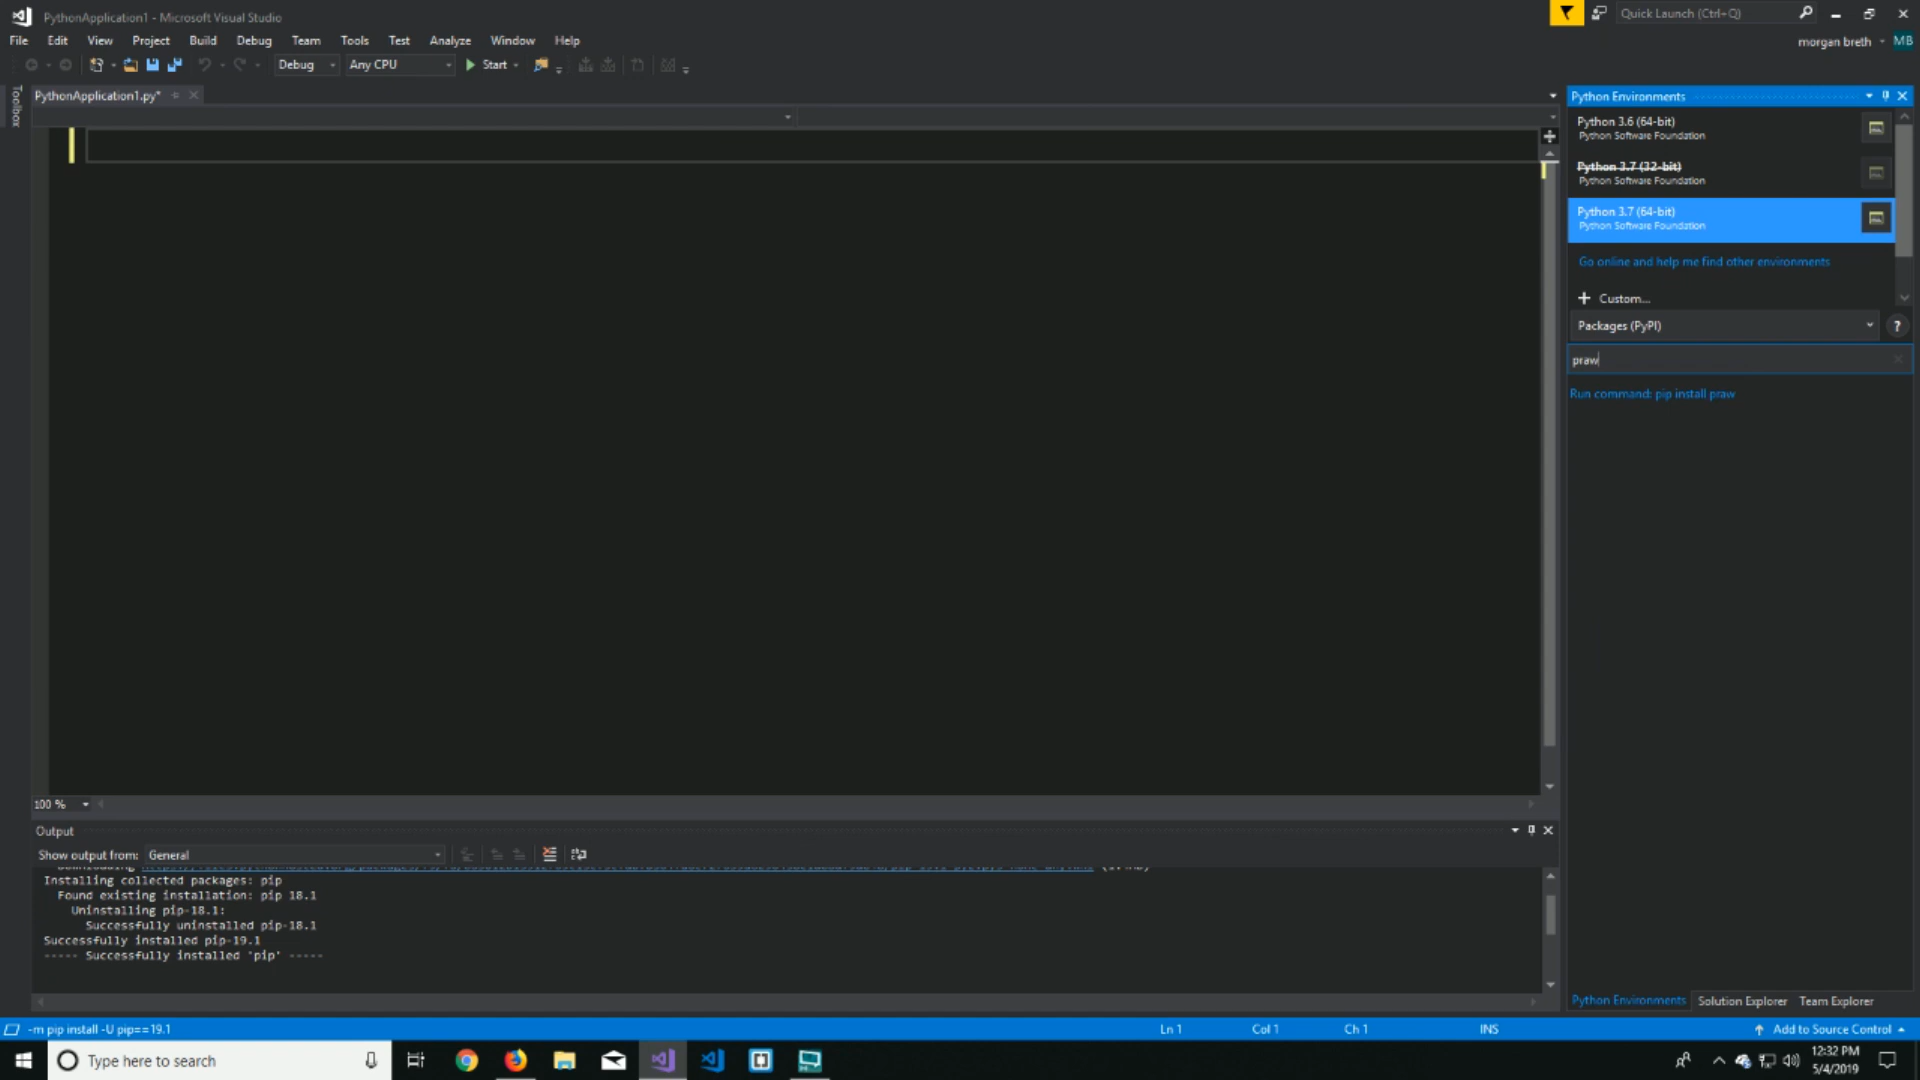 PythonApplication1 - Microsoft Visual Studio
Quick Launch (Ctrl+Q)
File Edit View Project Build Debug Team Tools Test Analyze Window Help
morgan breth MB
Debug Any CPU Start
Toolbox
PythonApplication1.py*
Python Environments
Python 3.6 (64-bit)
Python Software Foundation
Python 3.7 (32-bit)
Python Software Foundation
Python 3.7 (64-bit)
Python Software Foundation
Go online and help me find other environments
Custom...
Packages (PyPI)
?
praw
Run command: pip install praw
100 %
Output
Show output from: General
Installing collected packages: pip
Found existing installation: pip 18.1
Uninstalling pip-18.1:
Successfully uninstalled pip-18.1
Successfully installed pip-19.1
----- Successfully installed 'pip' -----
Python Environments Solution Explorer Team Explorer
-m pip install -U pip==19.1
Ln 1 Col 1 Ch 1 INS
Add to Source Control
Type here to search
12:32 PM
5/4/2019